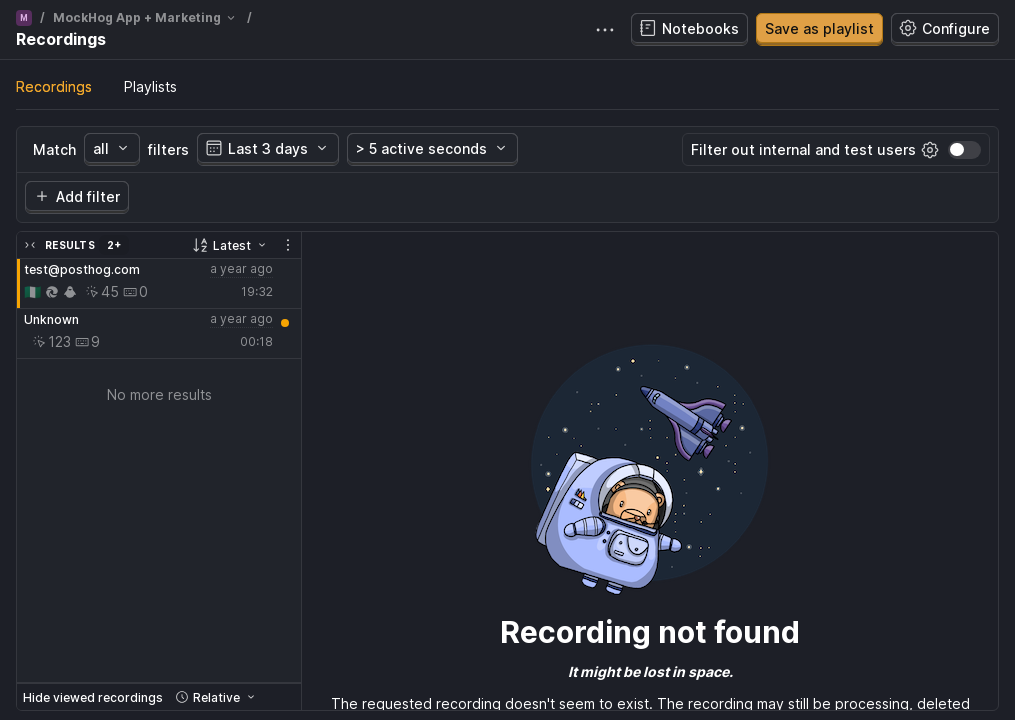 M / MockHog App + Marketing /
Recordings
Notebooks
Save as playlist
Configure
Recordings Playlists
Match all filters Last 3 days > 5 active seconds Filter out internal and test users
Add filter
RESULTS 2+ Latest
test@posthog.com a year ago
45 0 19:32
Unknown a year ago
123 9 00:18
No more results
Recording not found
It might be lost in space.
The requested recording doesn't seem to exist. The recording may still be processing, deleted
Hide viewed recordings Relative